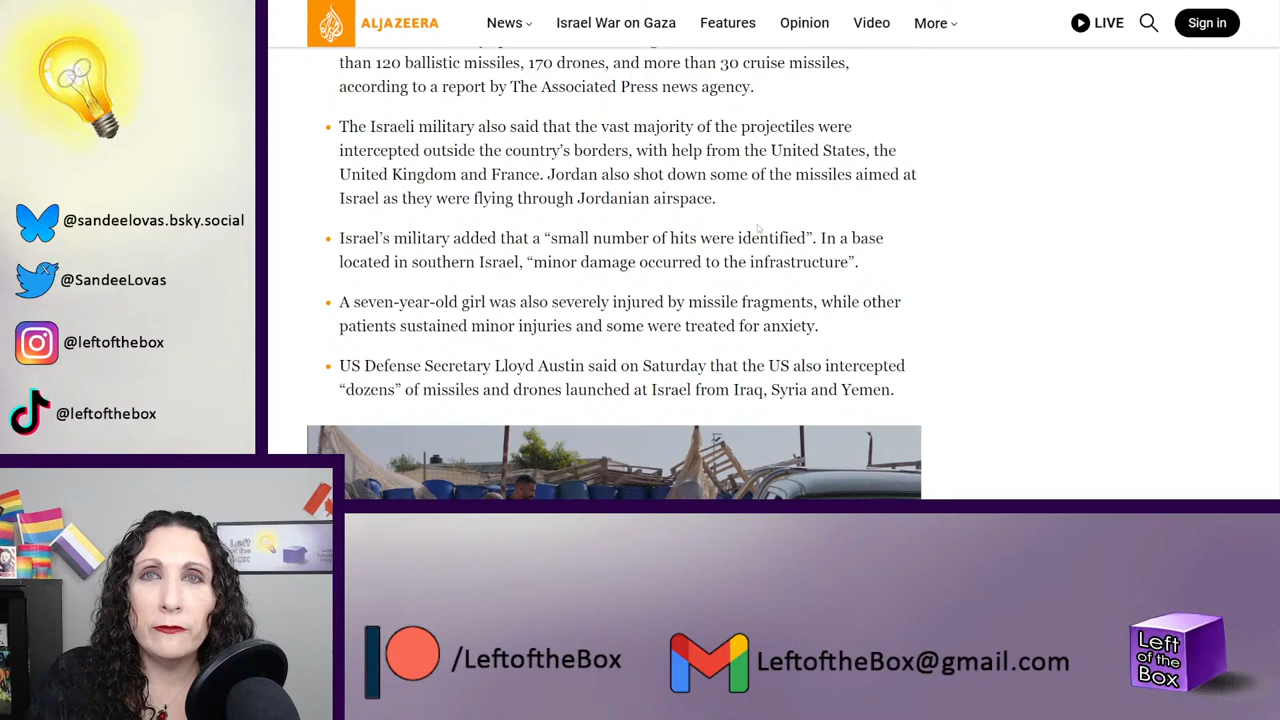 ALJAZEERA
News
Israel War on Gaza
Features
Opinion
Video
More
LIVE
Sign in
than 120 ballistic missiles, 170 drones, and more than 30 cruise missiles,
according to a report by The Associated Press news agency.
• The Israeli military also said that the vast majority of the projectiles were
intercepted outside the country’s borders, with help from the United States, the
United Kingdom and France. Jordan also shot down some of the missiles aimed at
Israel as they were flying through Jordanian airspace.
• Israel’s military added that a “small number of hits were identified”. In a base
located in southern Israel, “minor damage occurred to the infrastructure”.
• A seven-year-old girl was also severely injured by missile fragments, while other
patients sustained minor injuries and some were treated for anxiety.
• US Defense Secretary Lloyd Austin said on Saturday that the US also intercepted
“dozens” of missiles and drones launched at Israel from Iraq, Syria and Yemen.
@sandeelovas.bsky.social
@SandeeLovas
@leftofthebox
@leftofthebox
Left
of the
Box
/LeftoftheBox
LeftoftheBox@gmail.com
Left
of the
Box